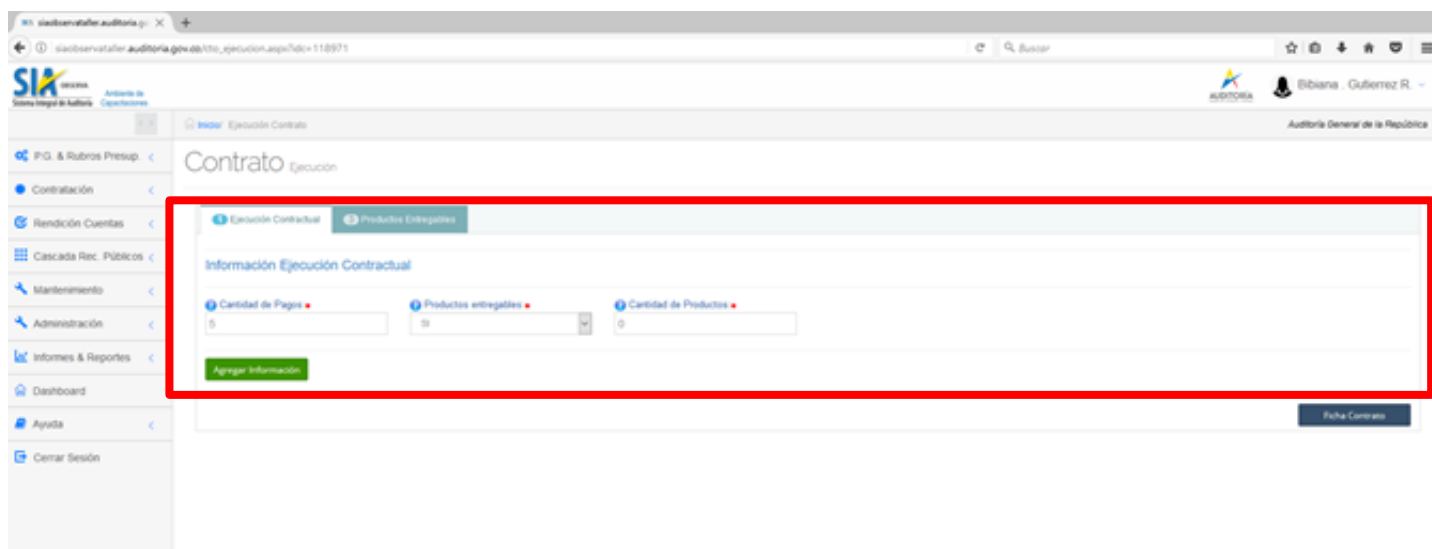 siaobservataller.auditoria.g
siaobservataller.auditoria.gov.co/cto_ejecucion.aspx?idc=118971
Buscar
SIA OBSERVA
Sistema Integral de Auditoría
Ambiente de Capacitaciones
AUDITORÍA
Bibiana . Gutierrez R.
Inicio/ Ejecución Contrato
Auditoría General de la República
P.G. & Rubros Presup.
Contratación
Rendición Cuentas
Cascada Rec. Públicos
Mantenimiento
Administración
Informes & Reportes
Dashboard
Ayuda
Cerrar Sesión
Contrato Ejecución
1 Ejecución Contractual
Productos Entregables
Información Ejecución Contractual
Cantidad de Pagos
Productos entregables
Cantidad de Productos
5
SI
0
Agregar Información
Ficha Contrato